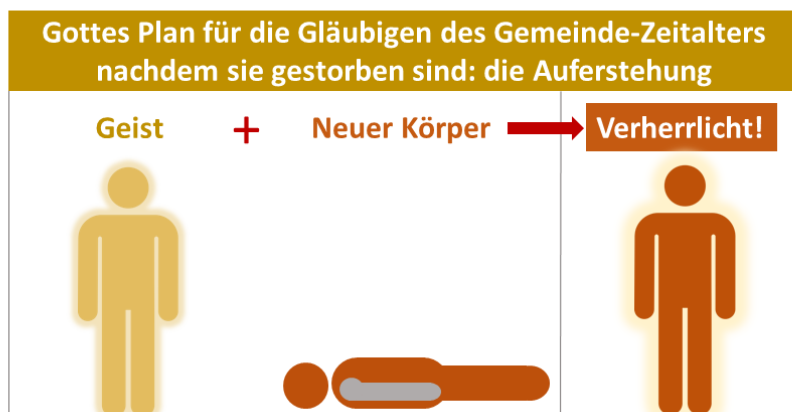 Gottes Plan für die Gläubigen des Gemeinde-Zeitalters
nachdem sie gestorben sind: die Auferstehung
Geist + Neuer Körper Verherrlicht!